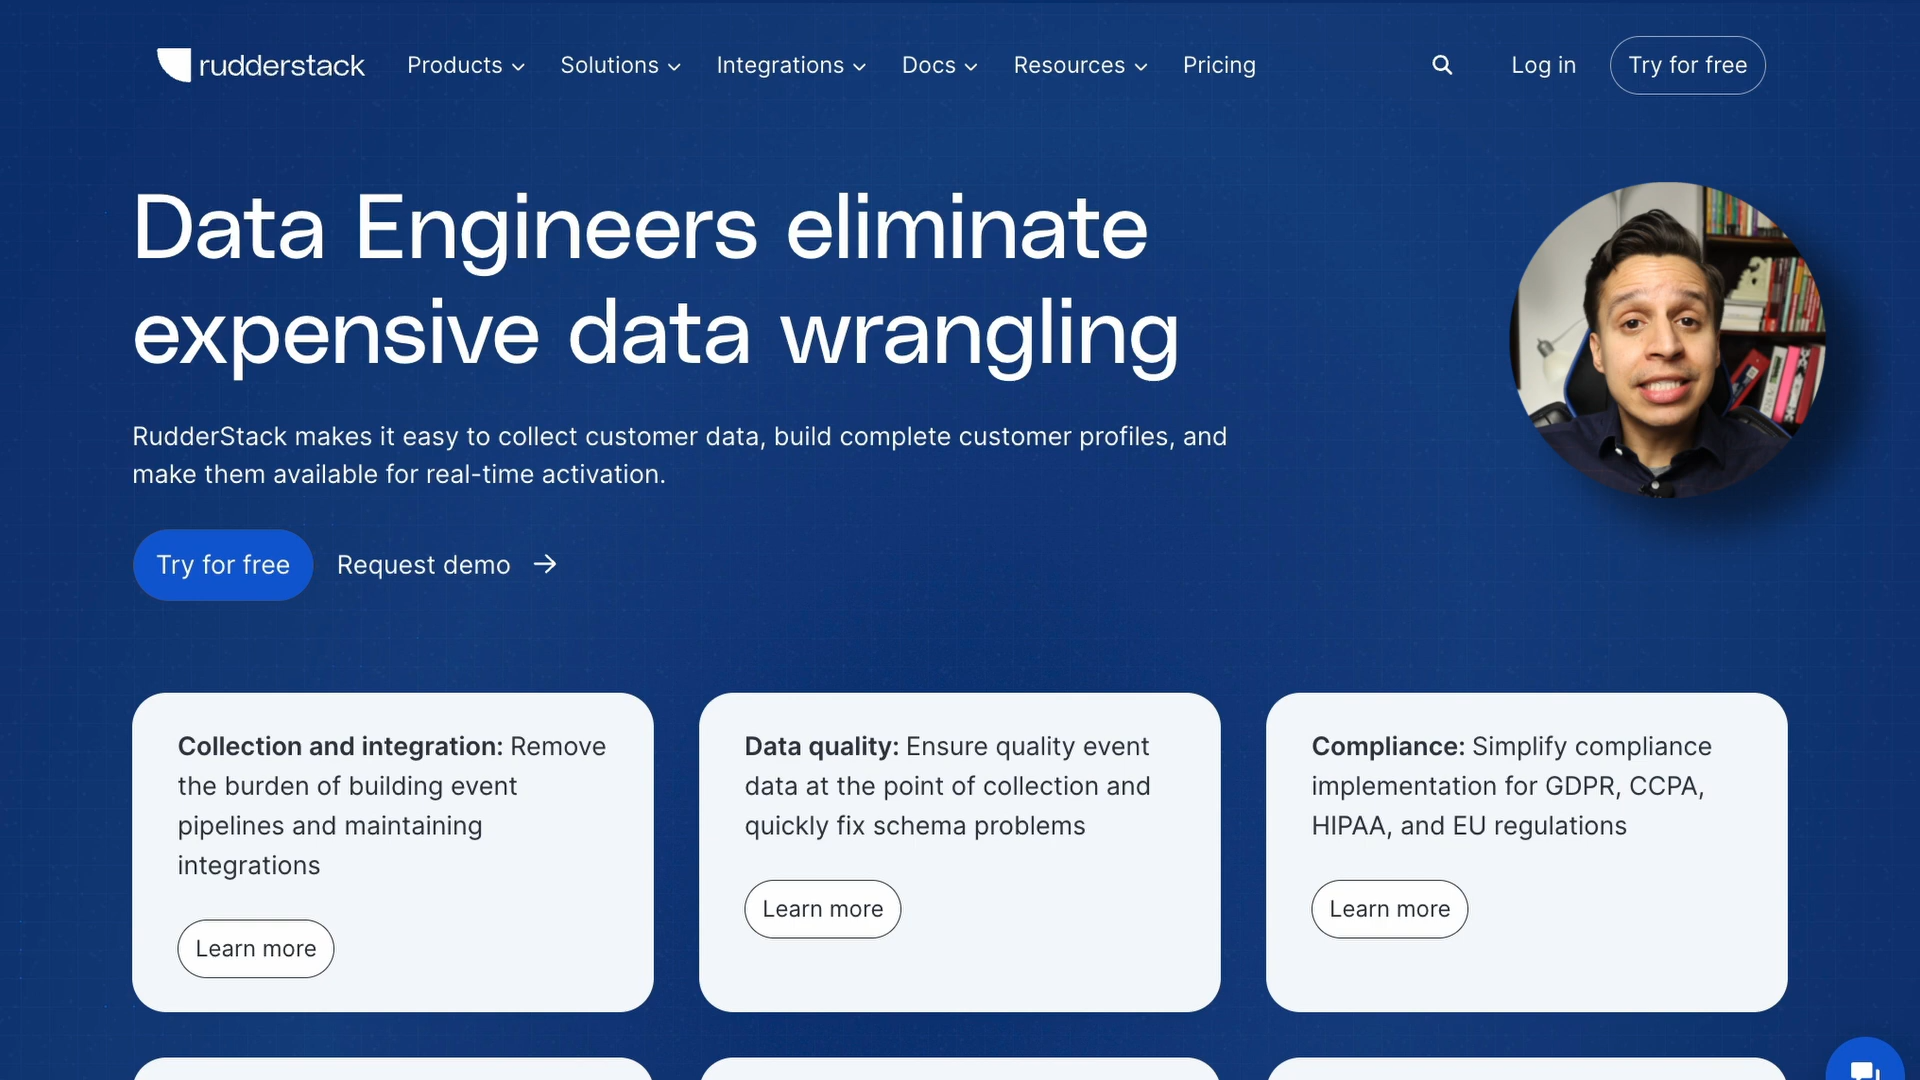 rudderstack Products Solutions Integrations Docs Resources Pricing Log in Try for free
Data Engineers eliminate
expensive data wrangling
RudderStack makes it easy to collect customer data, build complete customer profiles, and
make them available for real-time activation.
Try for free Request demo
Collection and integration: Remove
the burden of building event
pipelines and maintaining
integrations
Learn more
Data quality: Ensure quality event
data at the point of collection and
quickly fix schema problems
Learn more
Compliance: Simplify compliance
implementation for GDPR, CCPA,
HIPAA, and EU regulations
Learn more